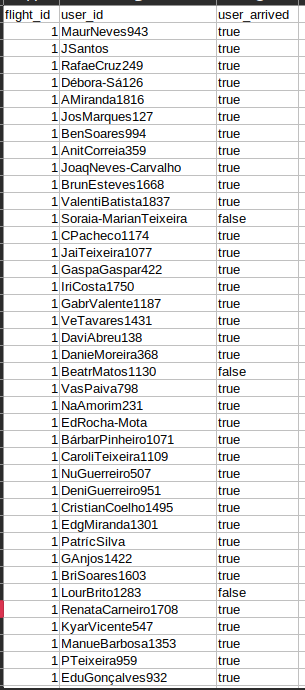 flight_id user_id user_arrived
1 MaurNeves943 true
1 JSantos true
1 RafaeCruz249 true
1 Débora-Sá126 true
1 AMiranda1816 true
1 JosMarques127 true
1 BenSoares994 true
1 AnitCorreia359 true
1 JoaqNeves-Carvalho true
1 BrunEsteves1668 true
1 ValentiBatista1837 true
1 Soraia-MarianTeixeira false
1 CPacheco1174 true
1 JaiTeixeira1077 true
1 GaspaGaspar422 true
1 IriCosta1750 true
1 GabrValente1187 true
1 VeTavares1431 true
1 DaviAbreu138 true
1 DanieMoreira368 true
1 BeatrMatos1130 false
1 VasPaiva798 true
1 NaAmorim231 true
1 EdRocha-Mota true
1 BárbarPinheiro1071 true
1 CaroliTeixeira1109 true
1 NuGuerreiro507 true
1 DeniGuerreiro951 true
1 CristianCoelho1495 true
1 EdgMiranda1301 true
1 PatrícSilva true
1 GAnjos1422 true
1 BriSoares1603 true
1 LourBrito1283 false
1 RenataCarneiro1708 true
1 KyarVicente547 true
1 ManueBarbosa1353 true
1 PTeixeira959 true
1 EduGonçalves932 true